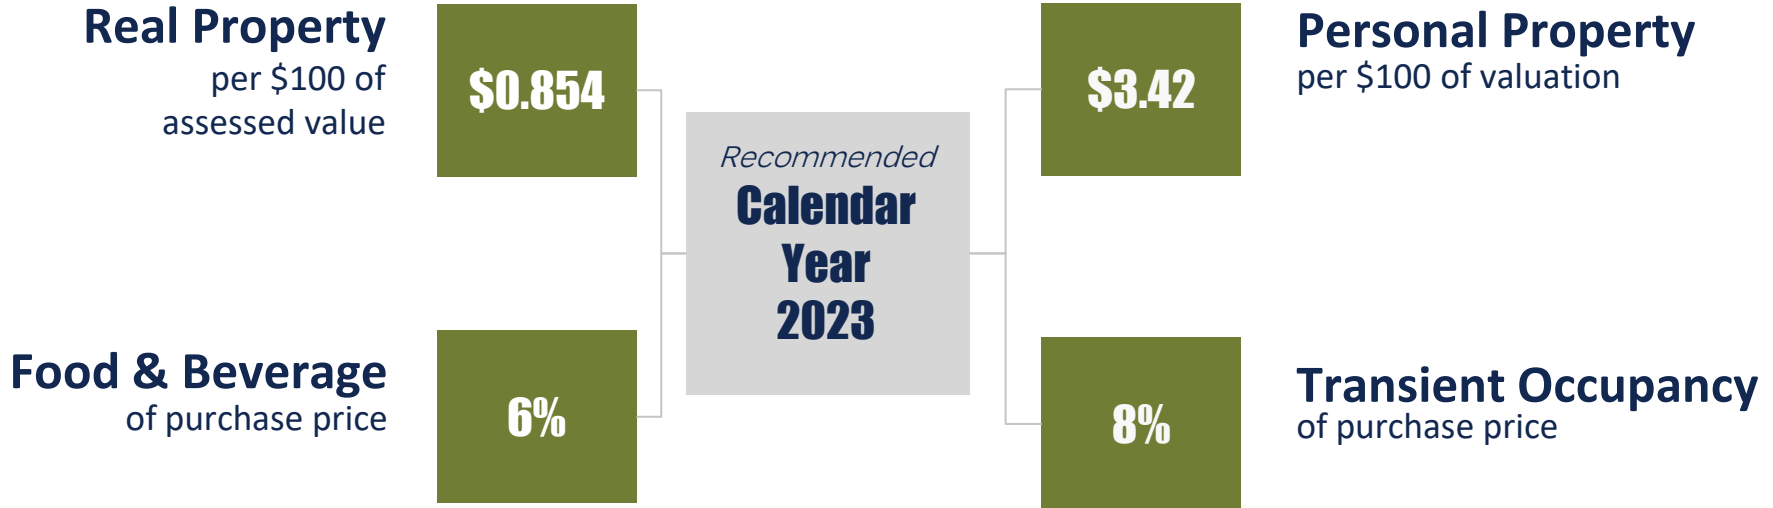 Real Property
per $100 of
assessed value
$0.854
Personal Property
per $100 of valuation
$3.42
Recommended
Calendar
Year
2023
Food & Beverage
of purchase price
6%
Transient Occupancy
of purchase price
8%